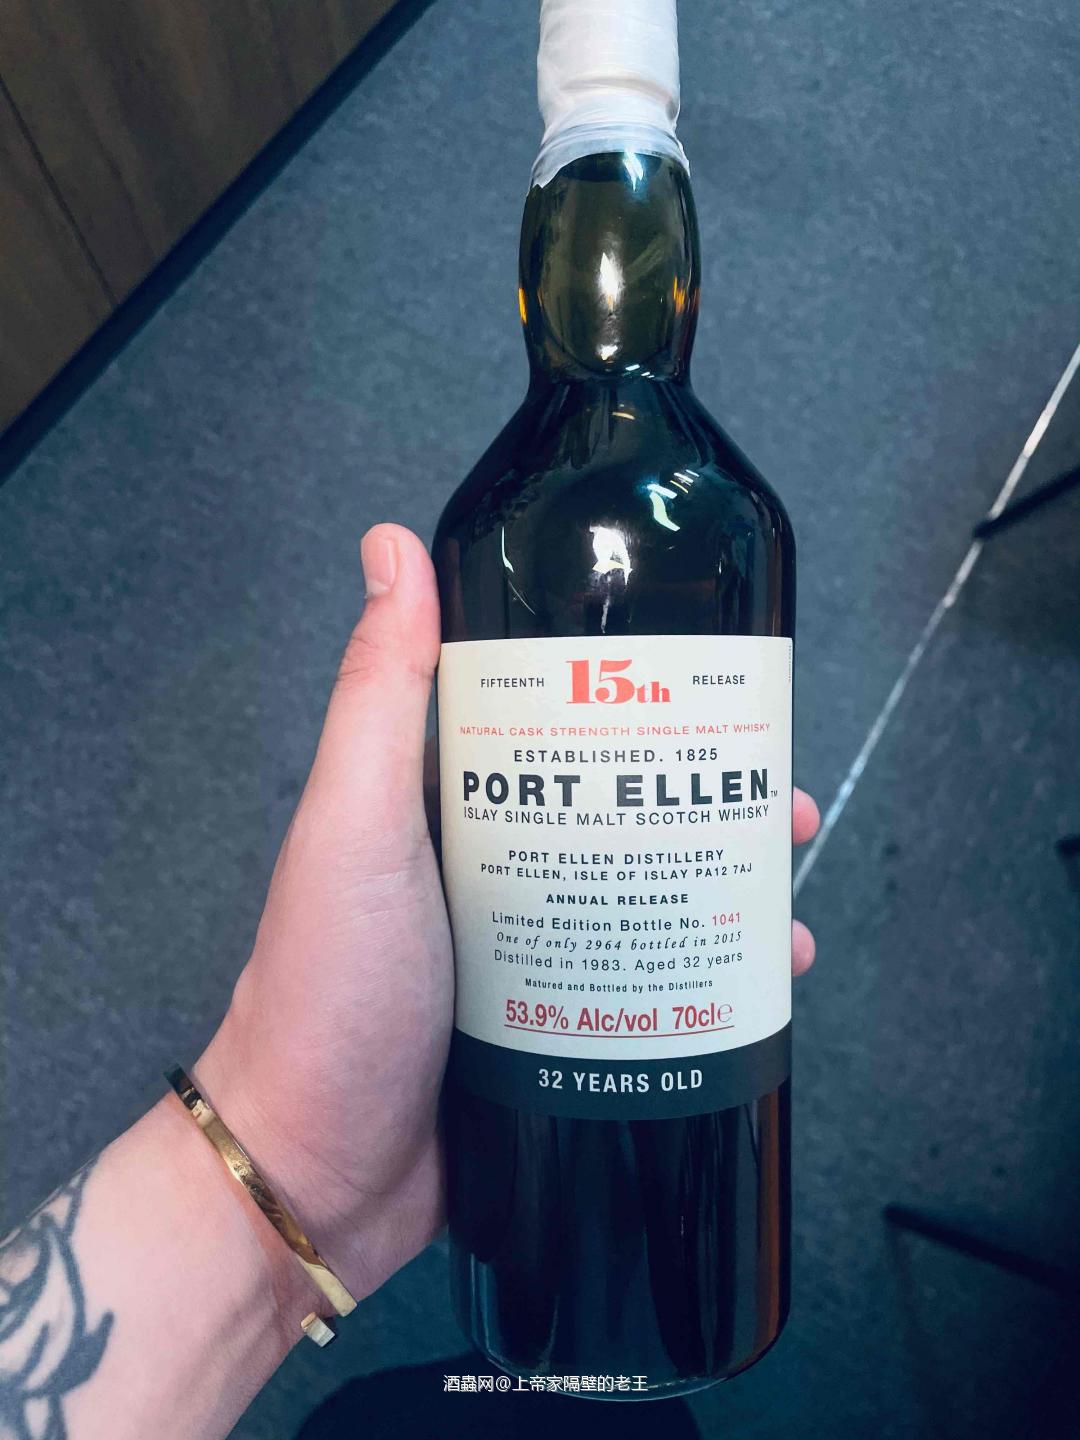 FIFTEENTH 15th RELEASE
NATURAL CASK STRENGTH SINGLE MALT WHISKY
ESTABLISHED. 1825
PORT ELLEN™
ISLAY SINGLE MALT SCOTCH WHISKY
PORT ELLEN DISTILLERY
PORT ELLEN, ISLE OF ISLAY PA12 7AJ
ANNUAL RELEASE
Limited Edition Bottle No. 1041
One of only 2964 bottled in 2015
Distilled in 1983. Aged 32 years
Matured and Bottled by the Distillers
53.9% Alc/vol 70cl℮
32 YEARS OLD
酒蟲网@上帝家隔壁的老王